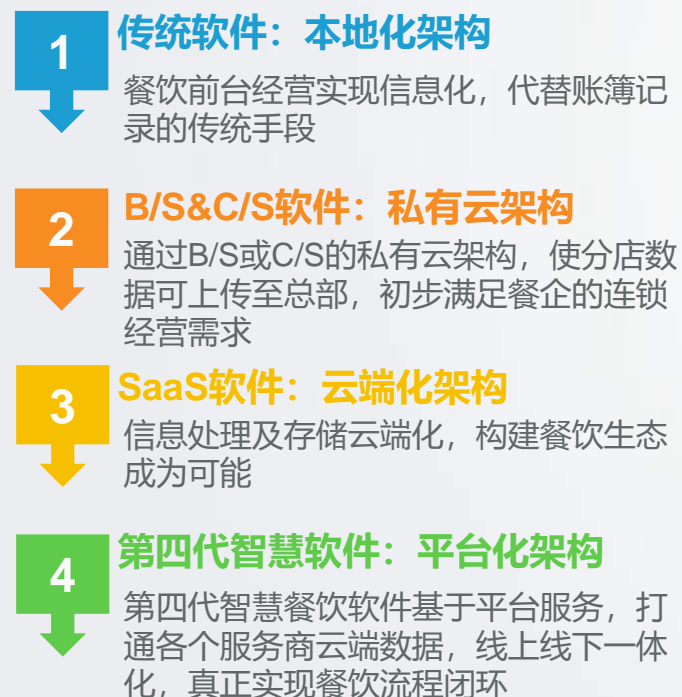 1
传统软件：本地化架构
餐饮前台经营实现信息化，代替账簿记
录的传统手段
2
B/S&C/S软件：私有云架构
通过B/S或C/S的私有云架构，使分店数
据可上传至总部，初步满足餐企的连锁
经营需求
3
SaaS软件：云端化架构
信息处理及存储云端化，构建餐饮生态
成为可能
4
第四代智慧软件：平台化架构
第四代智慧餐饮软件基于平台服务，打
通各个服务商云端数据，线上线下一体
化，真正实现餐饮流程闭环